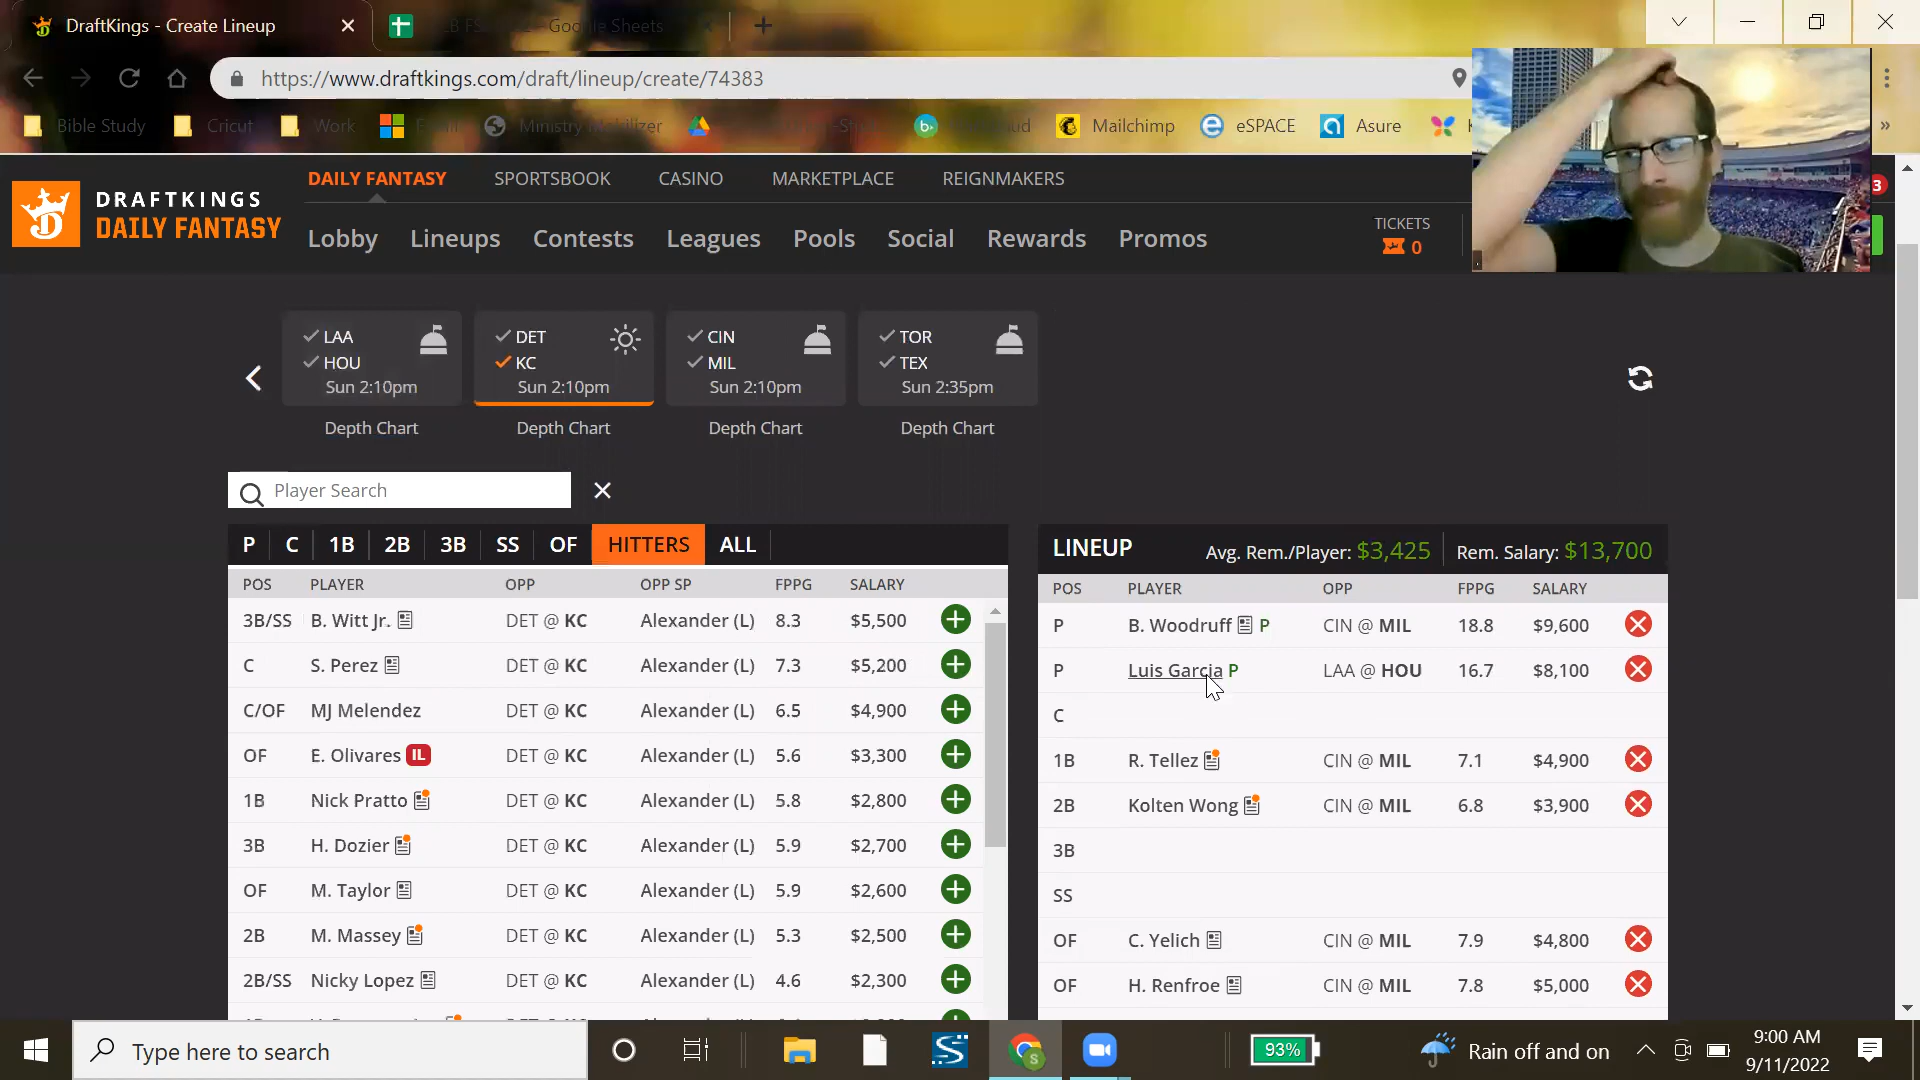 DraftKings - Create Lineup
Google Sheets
https://www.draftkings.com/draft/lineup/create/74383
Bible Study
Cricut
Work
Ministry Mobilizer
Mailchimp
eSPACE
Asure
DRAFTKINGS
DAILY FANTASY
DAILY FANTASY SPORTSBOOK CASINO MARKETPLACE REIGNMAKERS
3
Lobby Lineups Contests Leagues Pools Social Rewards Promos
TICKETS
0
LAA
HOU
Sun 2:10pm
Depth Chart
DET
KC
Sun 2:10pm
Depth Chart
CIN
MIL
Sun 2:10pm
Depth Chart
TOR
TEX
Sun 2:35pm
Depth Chart
Player Search
P C 1B 2B 3B SS OF HITTERS ALL
POS PLAYER OPP OPP SP FPPG SALARY
3B/SS B. Witt Jr. DET @ KC Alexander (L) 8.3 $5,500
C S. Perez DET @ KC Alexander (L) 7.3 $5,200
C/OF MJ Melendez DET @ KC Alexander (L) 6.5 $4,900
OF E. Olivares IL DET @ KC Alexander (L) 5.6 $3,300
1B Nick Pratto DET @ KC Alexander (L) 5.8 $2,800
3B H. Dozier DET @ KC Alexander (L) 5.9 $2,700
OF M. Taylor DET @ KC Alexander (L) 5.9 $2,600
2B M. Massey DET @ KC Alexander (L) 5.3 $2,500
2B/SS Nicky Lopez DET @ KC Alexander (L) 4.6 $2,300
LINEUP Avg. Rem./Player: $3,425 Rem. Salary: $13,700
POS PLAYER OPP FPPG SALARY
P B. Woodruff P CIN @ MIL 18.8 $9,600
P Luis Garcia P LAA @ HOU 16.7 $8,100
C
1B R. Tellez CIN @ MIL 7.1 $4,900
2B Kolten Wong CIN @ MIL 6.8 $3,900
3B
SS
OF C. Yelich CIN @ MIL 7.9 $4,800
OF H. Renfroe CIN @ MIL 7.8 $5,000
Type here to search
93%
Rain off and on
9:00 AM
9/11/2022